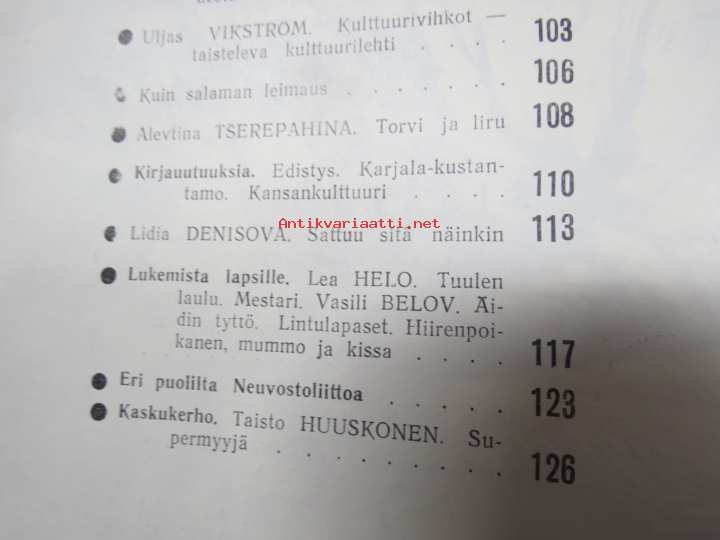 ● Uljas VIKSTRÖM. Kulttuurivihkot —
taisteleva kulttuurilehti . . . . 103
Kuin salaman leimaus . . . . . . . 106
● Alevtina TSEREPAHINA. Torvi ja liru 108
● Kirjauutuuksia. Edistys. Karjala-kustan-
tamo. Kansankulttuuri . . . . 110
Antikvariaatti.net
● Lidia DENISOVA. Sattuu sitä näinkin 113
● Lukemista lapsille. Lea HELO. Tuulen
laulu. Mestari. Vasili BELOV. Äi-
din tyttö. Lintulapaset. Hiirenpoi-
kanen, mummo ja kissa . . . . 117
● Eri puolilta Neuvostoliittoa . . . . . 123
● Kaskukerho. Taisto HUUSKONEN. Su-
permyyjä . . . . . . . . . 126